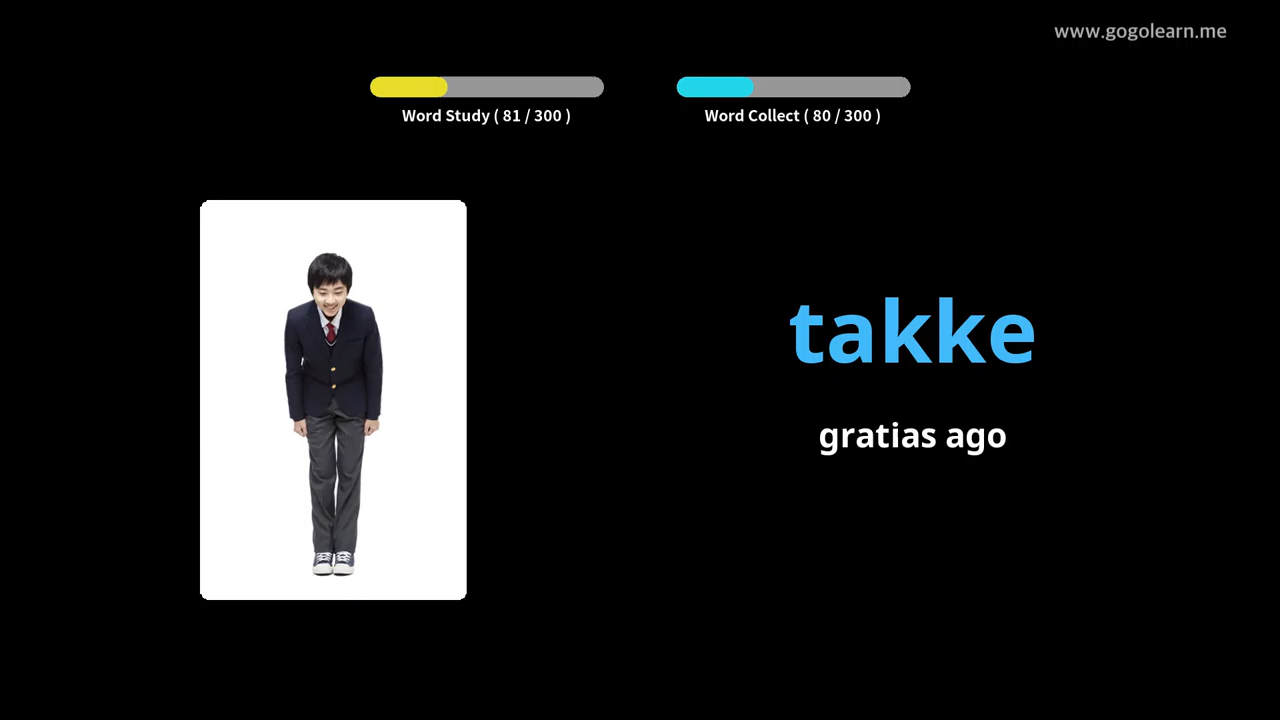 www.gogolearn.me
Word Study ( 81 / 300 )
Word Collect ( 80 / 300 )
takke
gratias ago